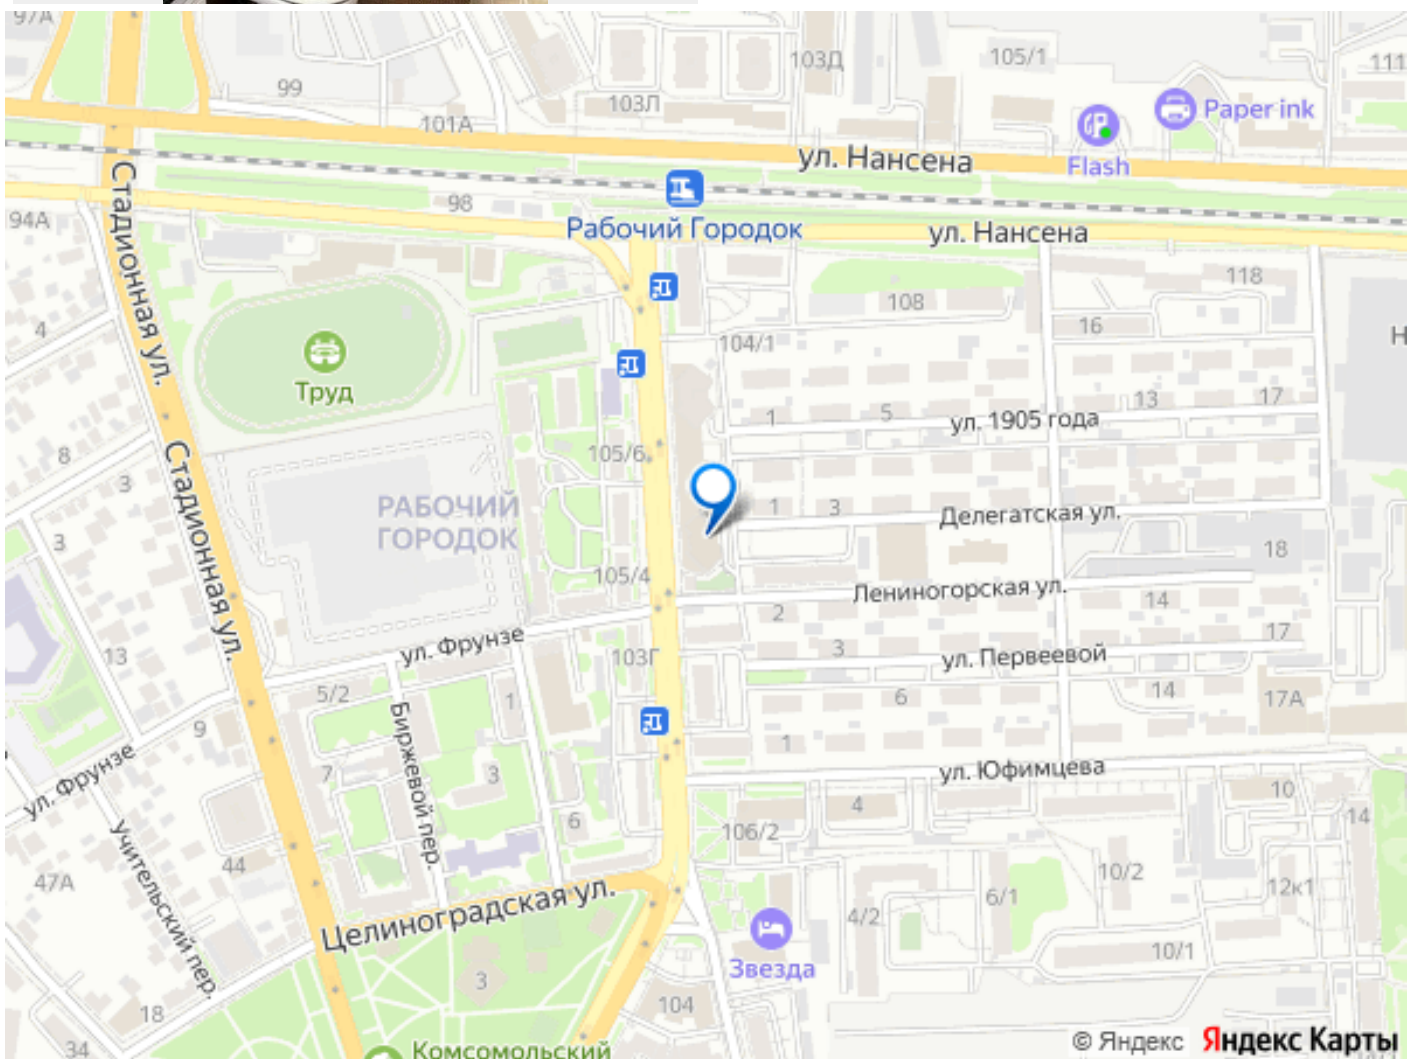 97А
99
103Д
105/1
111
103Л
101А
Paper ink
Flash
ул. Нансена
94А
98
Рабочий Городок
ул. Нансена
Стадионная ул.
118
108
16
4
104/1
Н
Труд
1
5
13
17
ул. 1905 года
8
3
105/6
Стадионная ул.
РАБОЧИЙ
ГОРОДОК
1
3
Делегатская ул.
3
18
105/4
Лениногорская ул.
2
14
17
ул. Фрунзе
13
103Г
3
ул. Первеевой
5/2
1
6
14
17А
9
Биржевой пер.
1
ул. Фрунзе
7
3
ул. Юфимцева
10
4
14
6
106/2
Учительский пер.
44
47А
10/2
12к1
6/1
Целиноградская ул.
4/2
10/1
Звезда
3
104
18
34
Комсомольский
© Яндекс Яндекс Карты